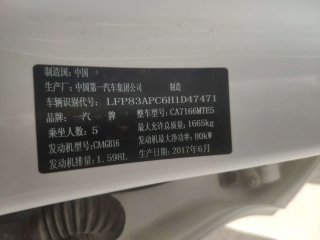 制造国：中国
生产厂：中国第一汽车集团公司 制造
车辆识别代号：LFP83APC6H1D47471
品牌：一汽 牌 整车型号：CA7166MTE5
乘坐人数：5 最大允许总质量：1665kg
发动机型号：CA4GB16 发动机最大净功率：80kW
发动机排量：1.598L 生产日期：2017年6月